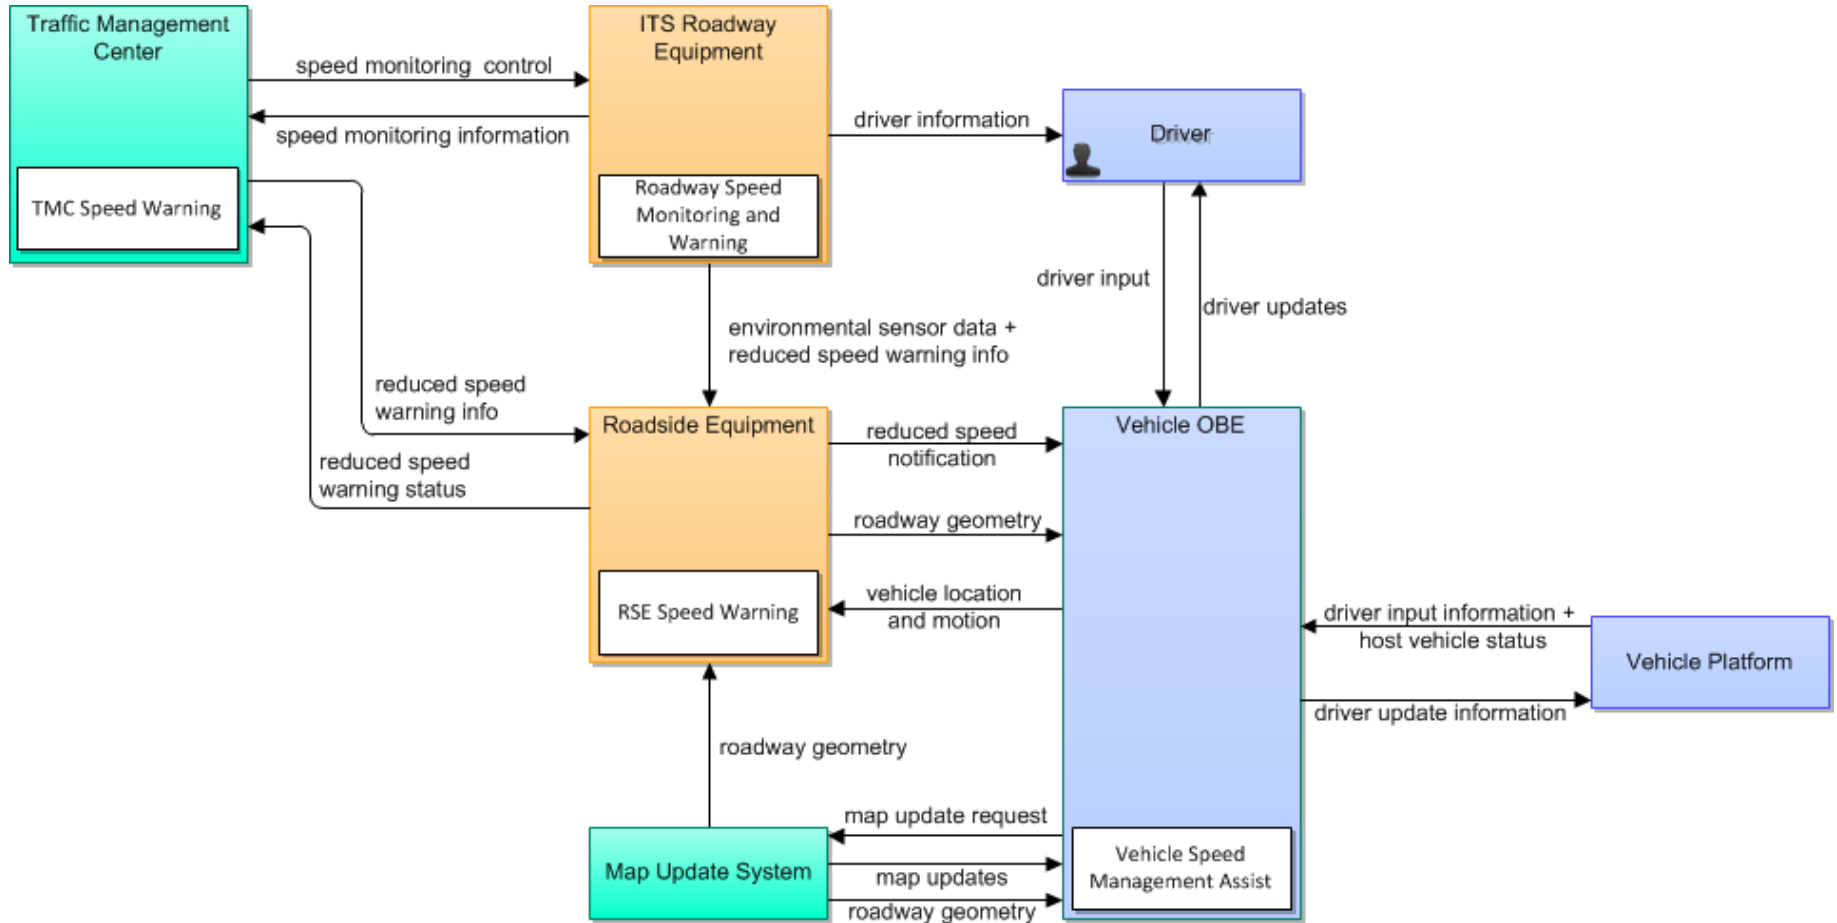 Traffic Management
Center
ITS Roadway
Equipment
speed monitoring control
speed monitoring information
driver information
Driver
TMC Speed Warning
Roadway Speed
Monitoring and
Warning
driver input
driver updates
environmental sensor data +
reduced speed warning info
reduced speed
warning info
reduced speed
warning status
Roadside Equipment
reduced speed
notification
Vehicle OBE
roadway geometry
vehicle location
and motion
RSE Speed Warning
driver input information +
host vehicle status
Vehicle Platform
driver update information
roadway geometry
map update request
Map Update System
map updates
roadway geometry
Vehicle Speed
Management Assist